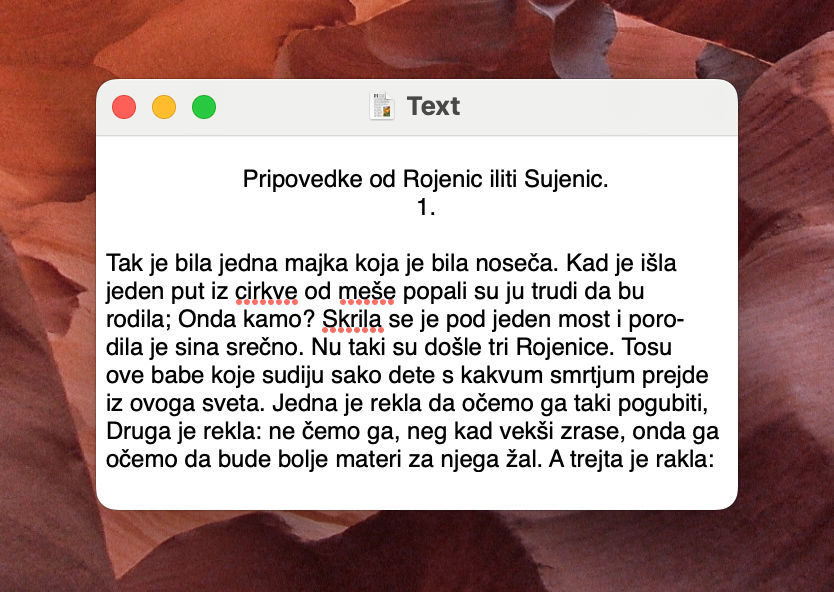 Text
Pripovedke od Rojenic iliti Sujenic.
1.
Tak je bila jedna majka koja je bila noseča. Kad je išla
jeden put iz cirkve od meše popali su ju trudi da bu
rodila; Onda kamo? Skrila se je pod jeden most i poro-
dila je sina srečno. Nu taki su došle tri Rojenice. Tosu
ove babe koje sudiju sako dete s kakvum smrtjum prejde
iz ovoga sveta. Jedna je rekla da očemo ga taki pogubiti,
Druga je rekla: ne čemo ga, neg kad vekši zrase, onda ga
očemo da bude bolje materi za njega žal. A trejta je rakla: